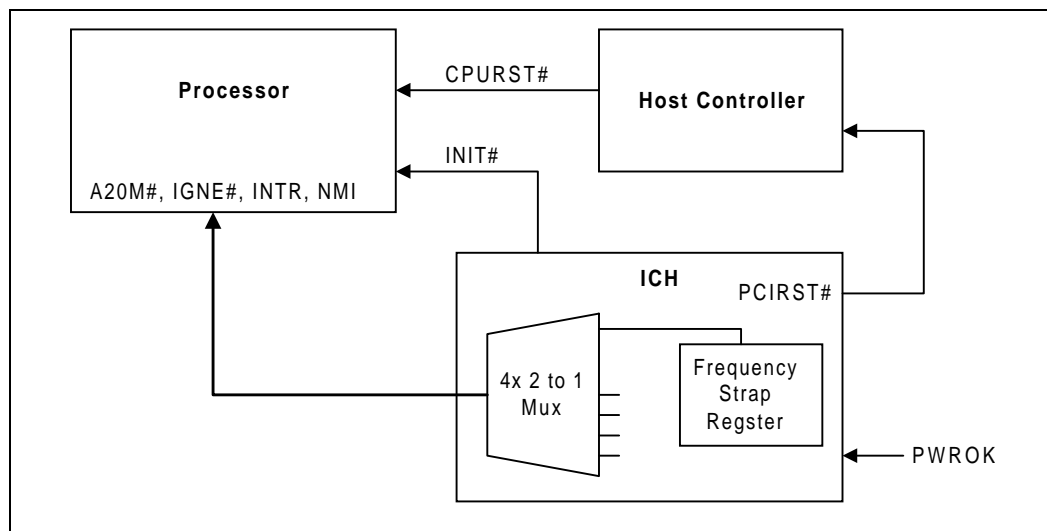 Processor
CPURST#
Host Controller
INIT#
A20M#, IGNE#, INTR, NMI
ICH
PCIRST#
4x 2 to 1
Mux
Frequency
Strap
Regster
PWROK